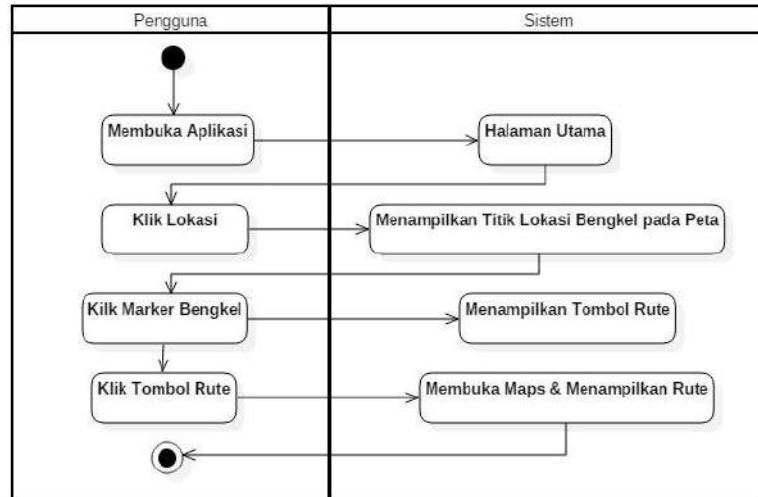 Pengguna
Sistem
Membuka Aplikasi
Halaman Utama
Klik Lokasi
Menampilkan Titik Lokasi Bengkel pada Peta
Kilk Marker Bengkel
Menampilkan Tombol Rute
Klik Tombol Rute
Membuka Maps & Menampilkan Rute